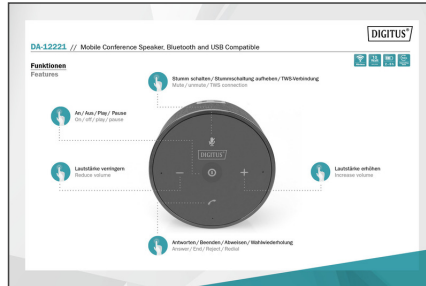 DIGITUS®
DA-12221 // Mobile Conference Speaker, Bluetooth and USB Compatible
Funktionen
Features
Stumm schalten / Stummschaltung aufheben / TWS-Verbindung
Mute / unmute / TWS connection
An / Aus / Play / Pause
On / off / play / pause
DIGITUS
Lautstärke verringern
Reduce volume
Lautstärke erhöhen
Increase volume
Antworten / Beenden / Abweisen / Wahlwiederholung
Answer / End / Reject / Redial